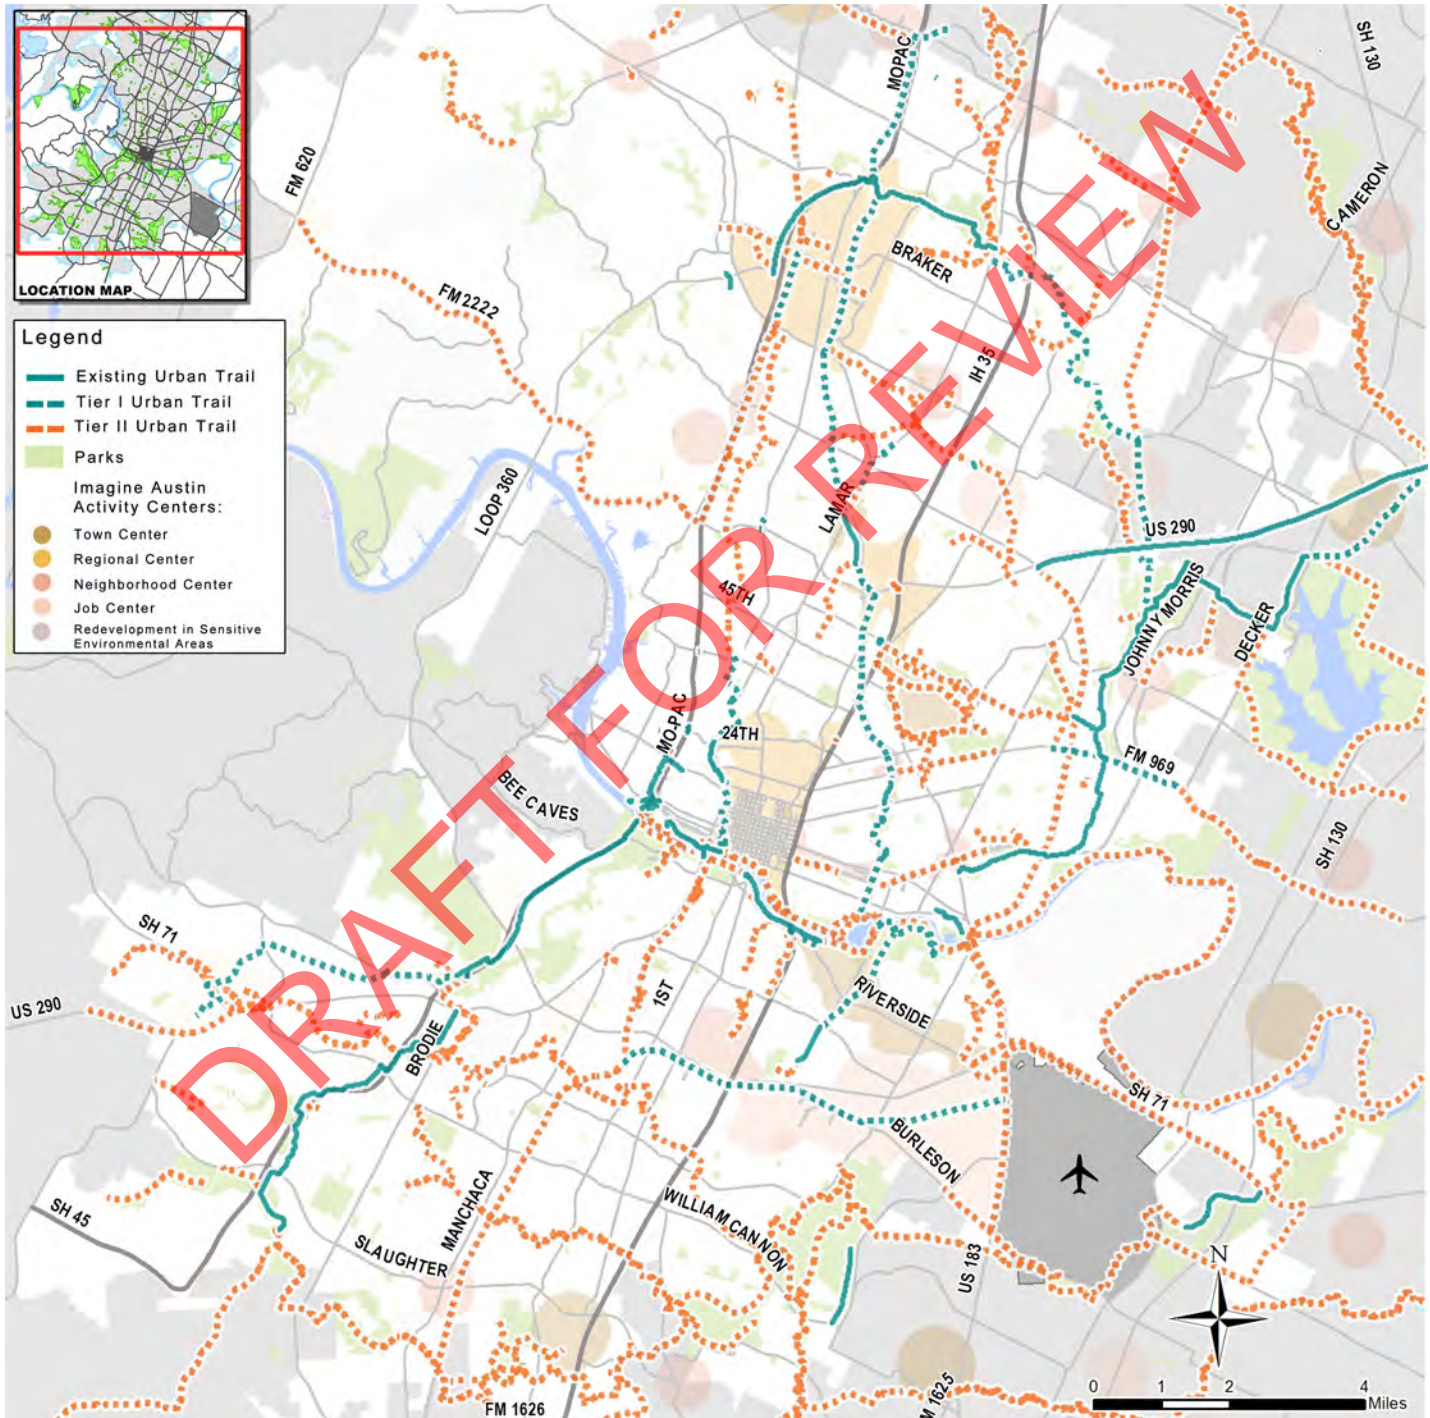 LOCATION MAP
Legend
Existing Urban Trail
Tier I Urban Trail
Tier II Urban Trail
Parks
Imagine Austin
Activity Centers:
Town Center
Regional Center
Neighborhood Center
Job Center
Redevelopment in Sensitive
Environmental Areas
MOPAC
SH 130
FM 620
CAMERON
BRAKER
FM 2222
IH 35
LOOP 360
LAMAR
US 290
45TH
JOHNNY MORRIS
DECKER
MO-PAC
24TH
FM 969
BEE CAVES
SH 130
SH 71
US 290
1ST
RIVERSIDE
BRODIE
SH 71
BURLESON
MANCHACA
WILLIAM CANNON
SH 45
SLAUGHTER
US 183
N
FM 1626
M 1625
0 1 2 4
Miles
DRAFT FOR REVIEW